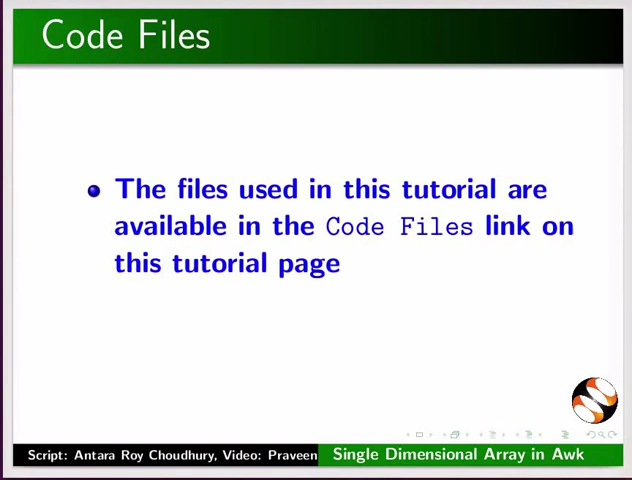 Code Files
The files used in this tutorial are
available in the Code Files link on
this tutorial page
Script: Antara Roy Choudhury, Video: Praveen
Single Dimensional Array in Awk